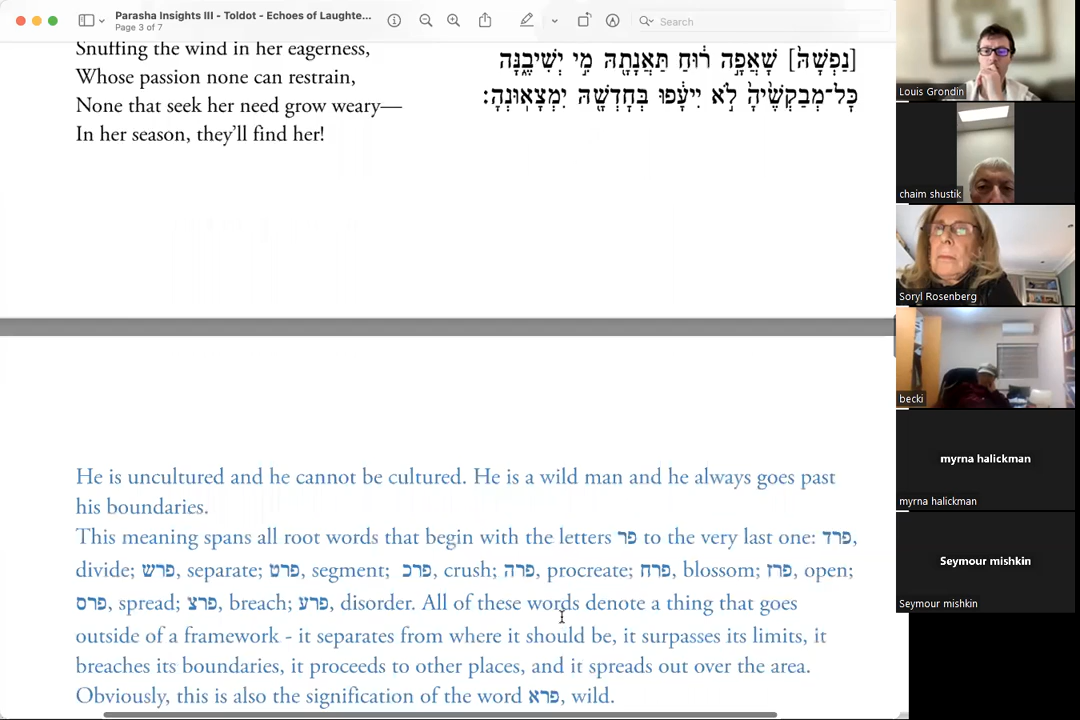 Parasha Insights III - Toldot - Echoes of Laughte...
Page 3 of 7
Search
Snuffing the wind in her eagerness,
Whose passion none can restrain,
None that seek her need grow weary—
In her season, they'll find her!
[נַפְשָׁהּ֙] שָׁאֲפָ֣ה ר֔וּחַ תַּאֲנָתָ֖הּ מִ֣י יְשִׁיבֶ֑נָּה
כָּל־מְבַקְשֶׁ֙יהָ֙ לֹ֣א יִיעָ֔פוּ בְּחׇדְשָׁ֖הּ יִמְצָאֽוּנְהָ׃
He is uncultured and he cannot be cultured. He is a wild man and he always goes past
his boundaries.
This meaning spans all root words that begin with the letters פר to the very last one: פרד,
divide; פרש, separate; פרט, segment; פרכ, crush; פרה, procreate; פרח, blossom; פרז, open;
פרס, spread; פרצ, breach; פרע, disorder. All of these words denote a thing that goes
outside of a framework - it separates from where it should be, it surpasses its limits, it
breaches its boundaries, it proceeds to other places, and it spreads out over the area.
Obviously, this is also the signification of the word פרא, wild.
Louis Grondin
chaim shustik
Soryl Rosenberg
becki
myrna halickman
myrna halickman
Seymour mishkin
Seymour mishkin